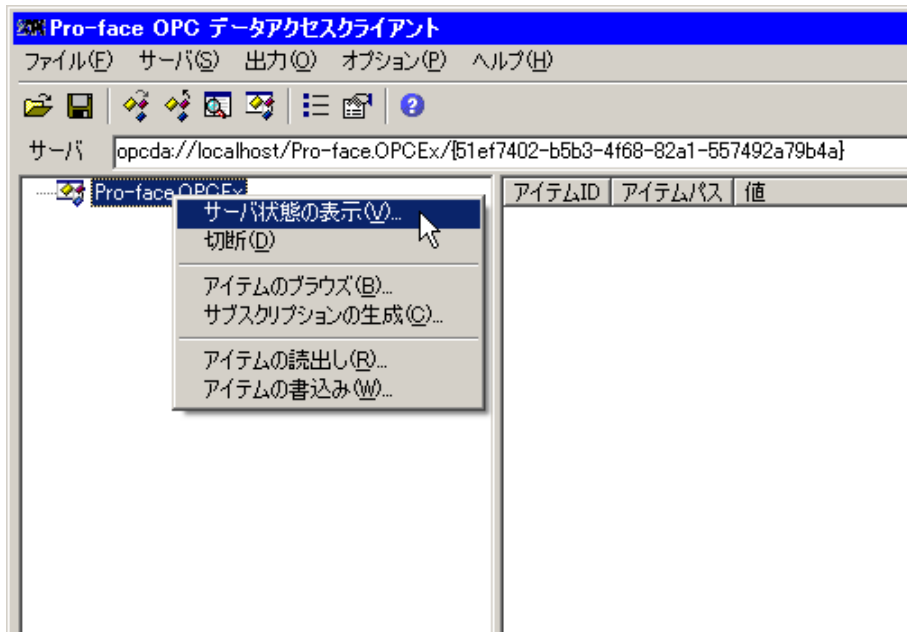 Pro-face OPC データアクセスクライアント
ファイル(F) サーバ(S) 出力(O) オプション(P) ヘルプ(H)
サーバ opcda://localhost/Pro-face.OPCEx/{51ef7402-b5b3-4f68-82a1-557492a79b4a}
Pro-face.OPCEx
アイテムID アイテムパス 値
サーバ状態の表示(V)...
切断(D)
アイテムのブラウズ(B)...
サブスクリプションの生成(C)...
アイテムの読出し(R)...
アイテムの書込み(W)...